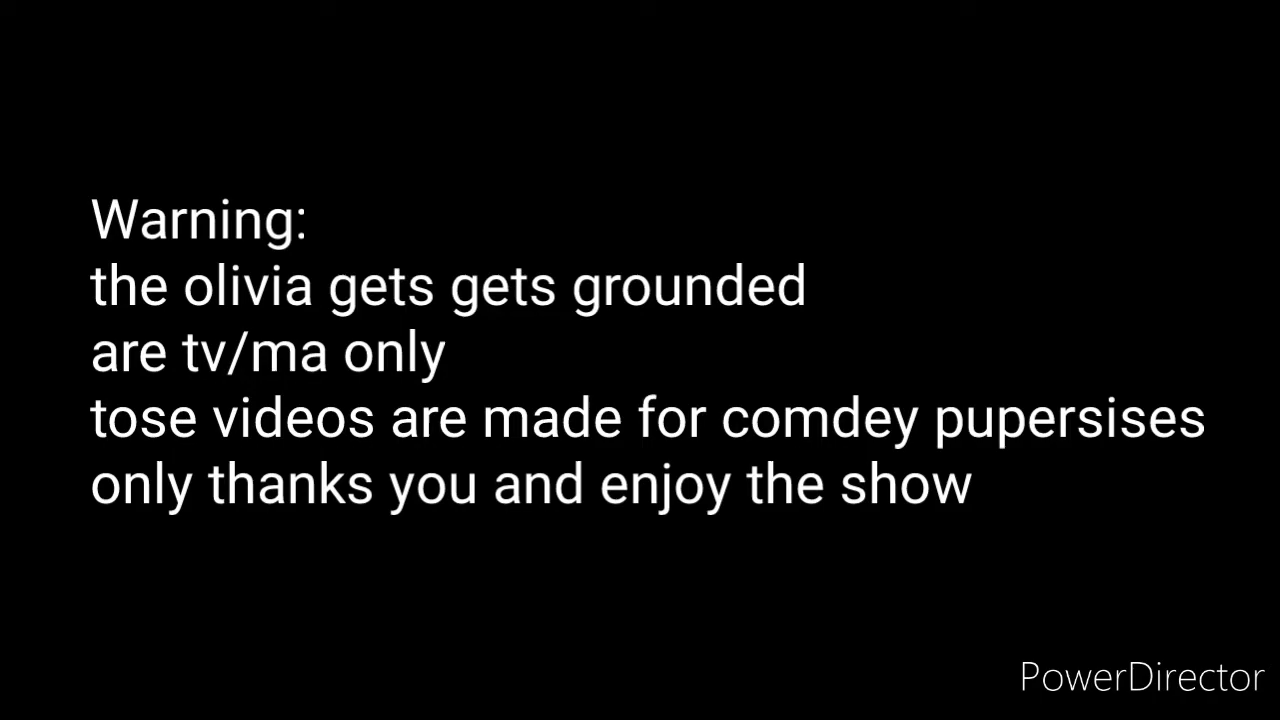 Warning:
the olivia gets gets grounded
are tv/ma only
tose videos are made for comdey pupersises
only thanks you and enjoy the show
PowerDirector